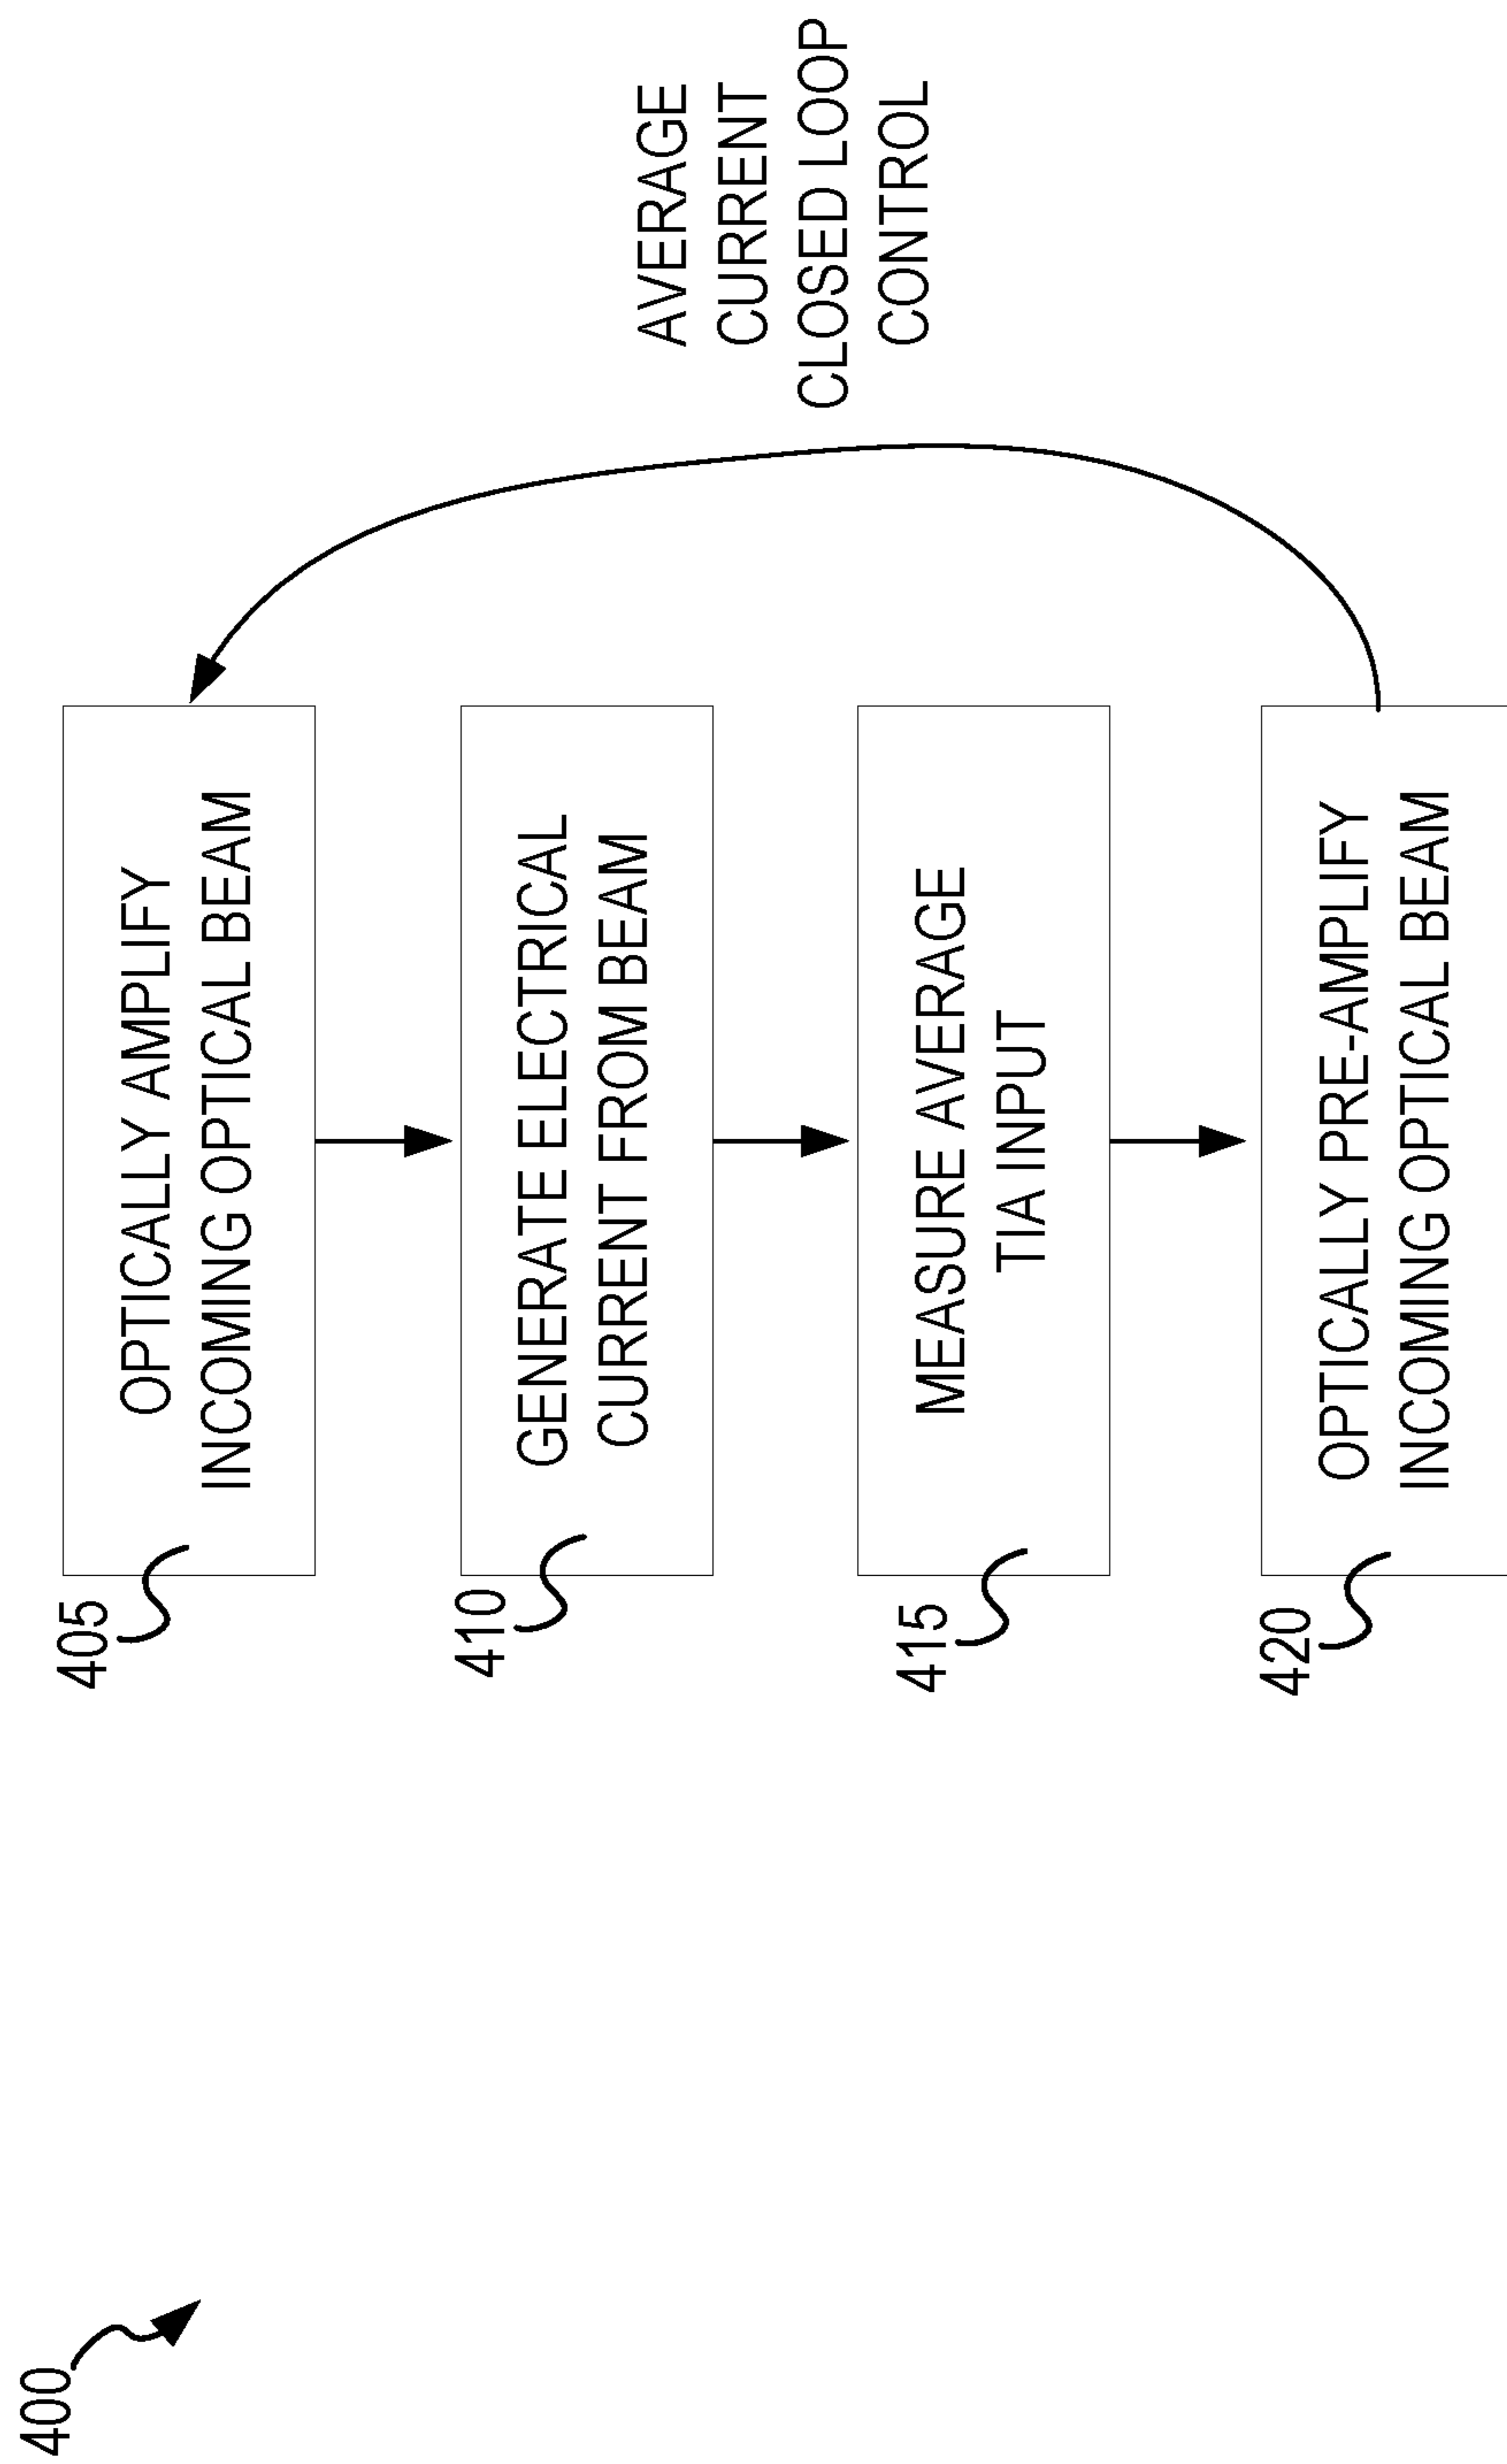 400
405
OPTICALLY AMPLIFY
INCOMING OPTICAL BEAM
410
GENERATE ELECTRICAL
CURRENT FROM BEAM
415
MEASURE AVERAGE
TIA INPUT
420
OPTICALLY PRE-AMPLIFY
INCOMING OPTICAL BEAM
AVERAGE
CURRENT
CLOSED LOOP
CONTROL